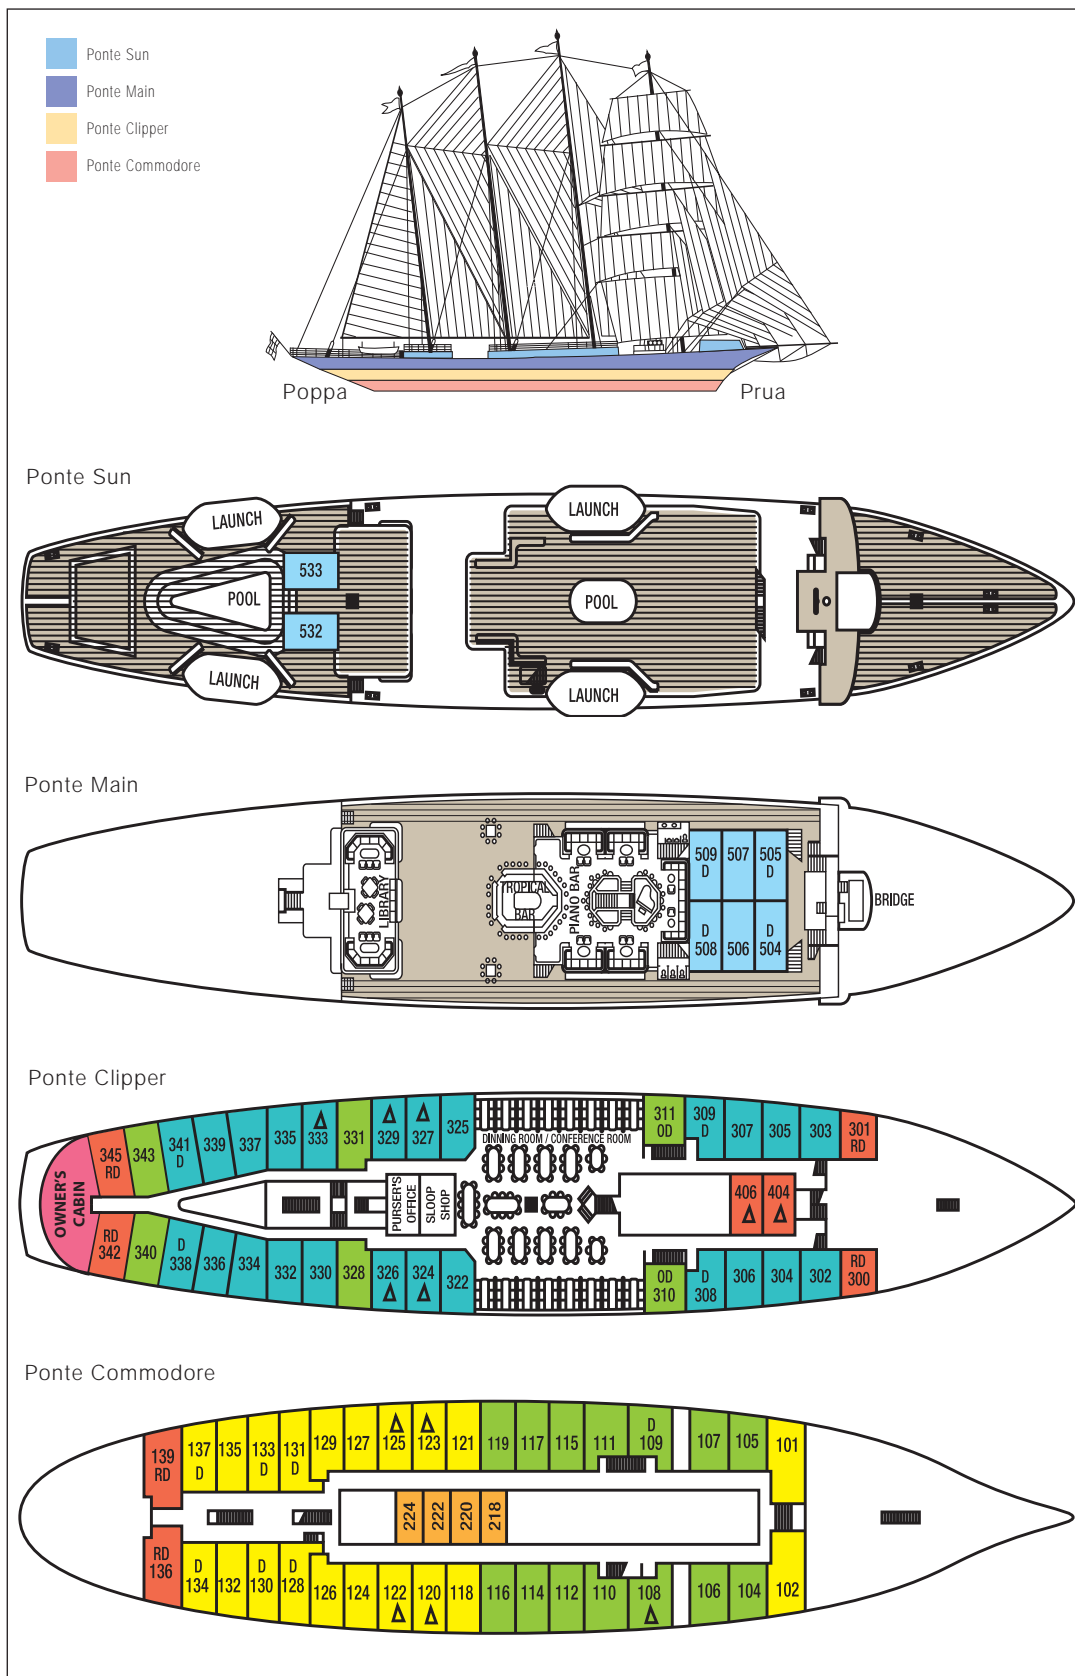 Ponte Sun
Ponte Main
Ponte Clipper
Ponte Commodore
Poppa
Prua
Ponte Sun
LAUNCH
LAUNCH
533
POOL
POOL
532
LAUNCH
LAUNCH
Ponte Main
509 D
507
505 D
LIBRARY
TROPICAL BAR
PIANO BAR
BRIDGE
D 508
506
D 504
Ponte Clipper
345 RD
343
341 D
339
337
335
333
331
329
327
325
DINNING ROOM / CONFERENCE ROOM
311 OD
309 D
307
305
303
301 RD
OWNER'S CABIN
PURSER'S OFFICE
SLOOP SHOP
406
404
RD 342
340
D 338
336
334
332
330
328
326
324
322
OD 310
D 308
306
304
302
RD 300
Ponte Commodore
139 RD
137 D
135
133 D
131 D
129
127
125
123
121
119
117
115
111
D 109
107
105
101
224
222
220
218
RD 136
D 134
132
D 130
D 128
126
124
122
120
118
116
114
112
110
108
106
104
102